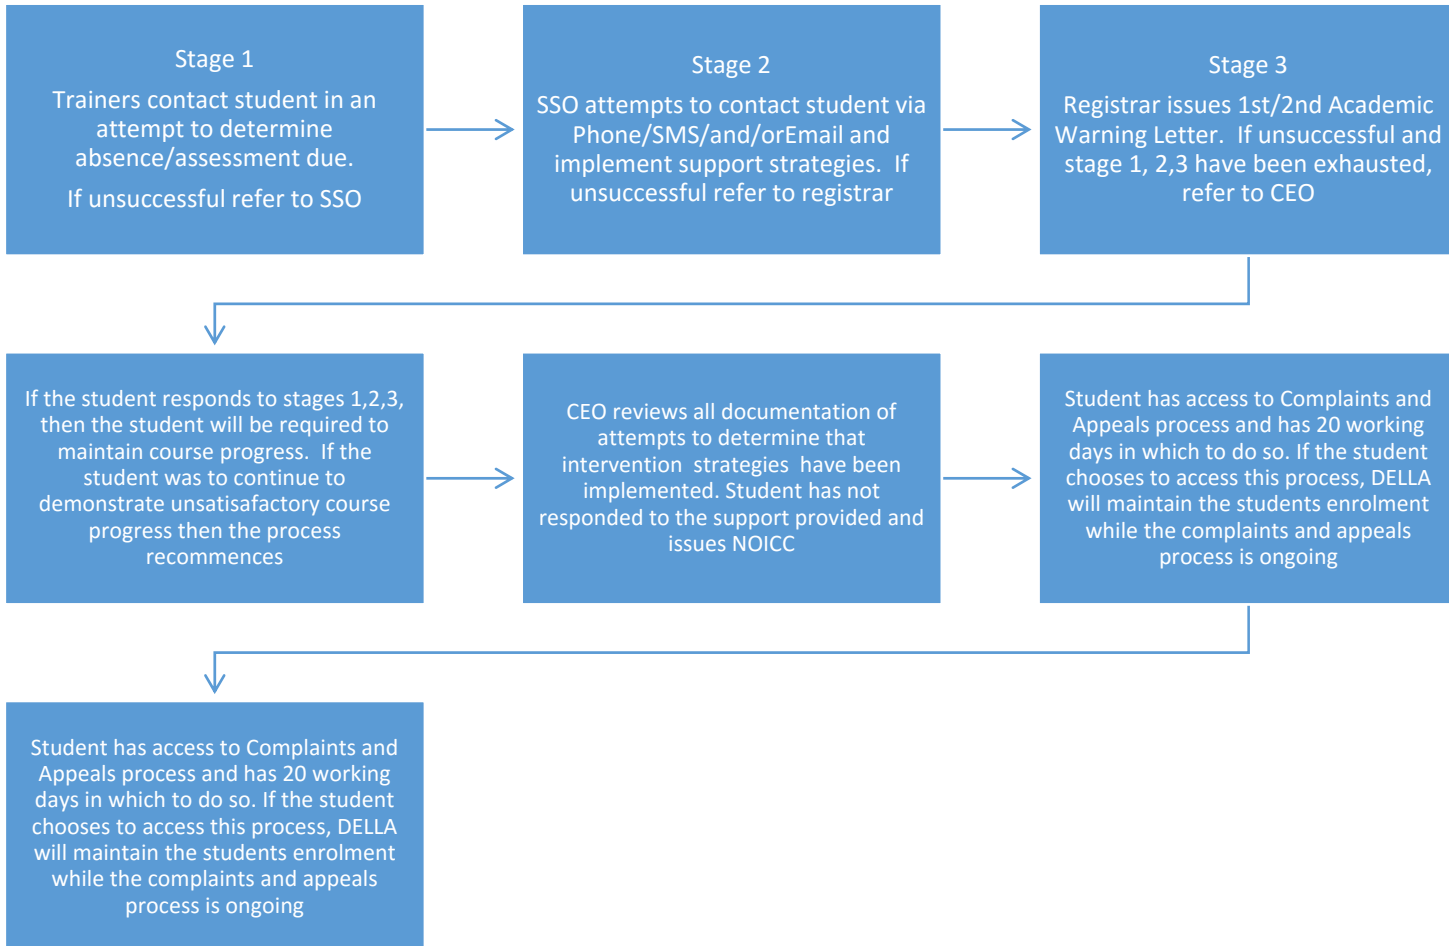 Stage 1
Trainers contact student in an
attempt to determine
absence/assessment due.
If unsuccessful refer to SSO
Stage 2
SSO attempts to contact student via
Phone/SMS/and/orEmail and
implement support strategies. If
unsuccessful refer to registrar
Stage 3
Registrar issues 1st/2nd Academic
Warning Letter. If unsuccessful and
stage 1, 2,3 have been exhausted,
refer to CEO
If the student responds to stages 1,2,3,
then the student will be required to
maintain course progress. If the
student was to continue to
demonstrate unsatisafactory course
progress then the process
recommences
CEO reviews all documentation of
attempts to determine that
intervention strategies have been
implemented. Student has not
responded to the support provided and
issues NOICC
Student has access to Complaints and
Appeals process and has 20 working
days in which to do so. If the student
chooses to access this process, DELLA
will maintain the students enrolment
while the complaints and appeals
process is ongoing
Student has access to Complaints and
Appeals process and has 20 working
days in which to do so. If the student
chooses to access this process, DELLA
will maintain the students enrolment
while the complaints and appeals
process is ongoing